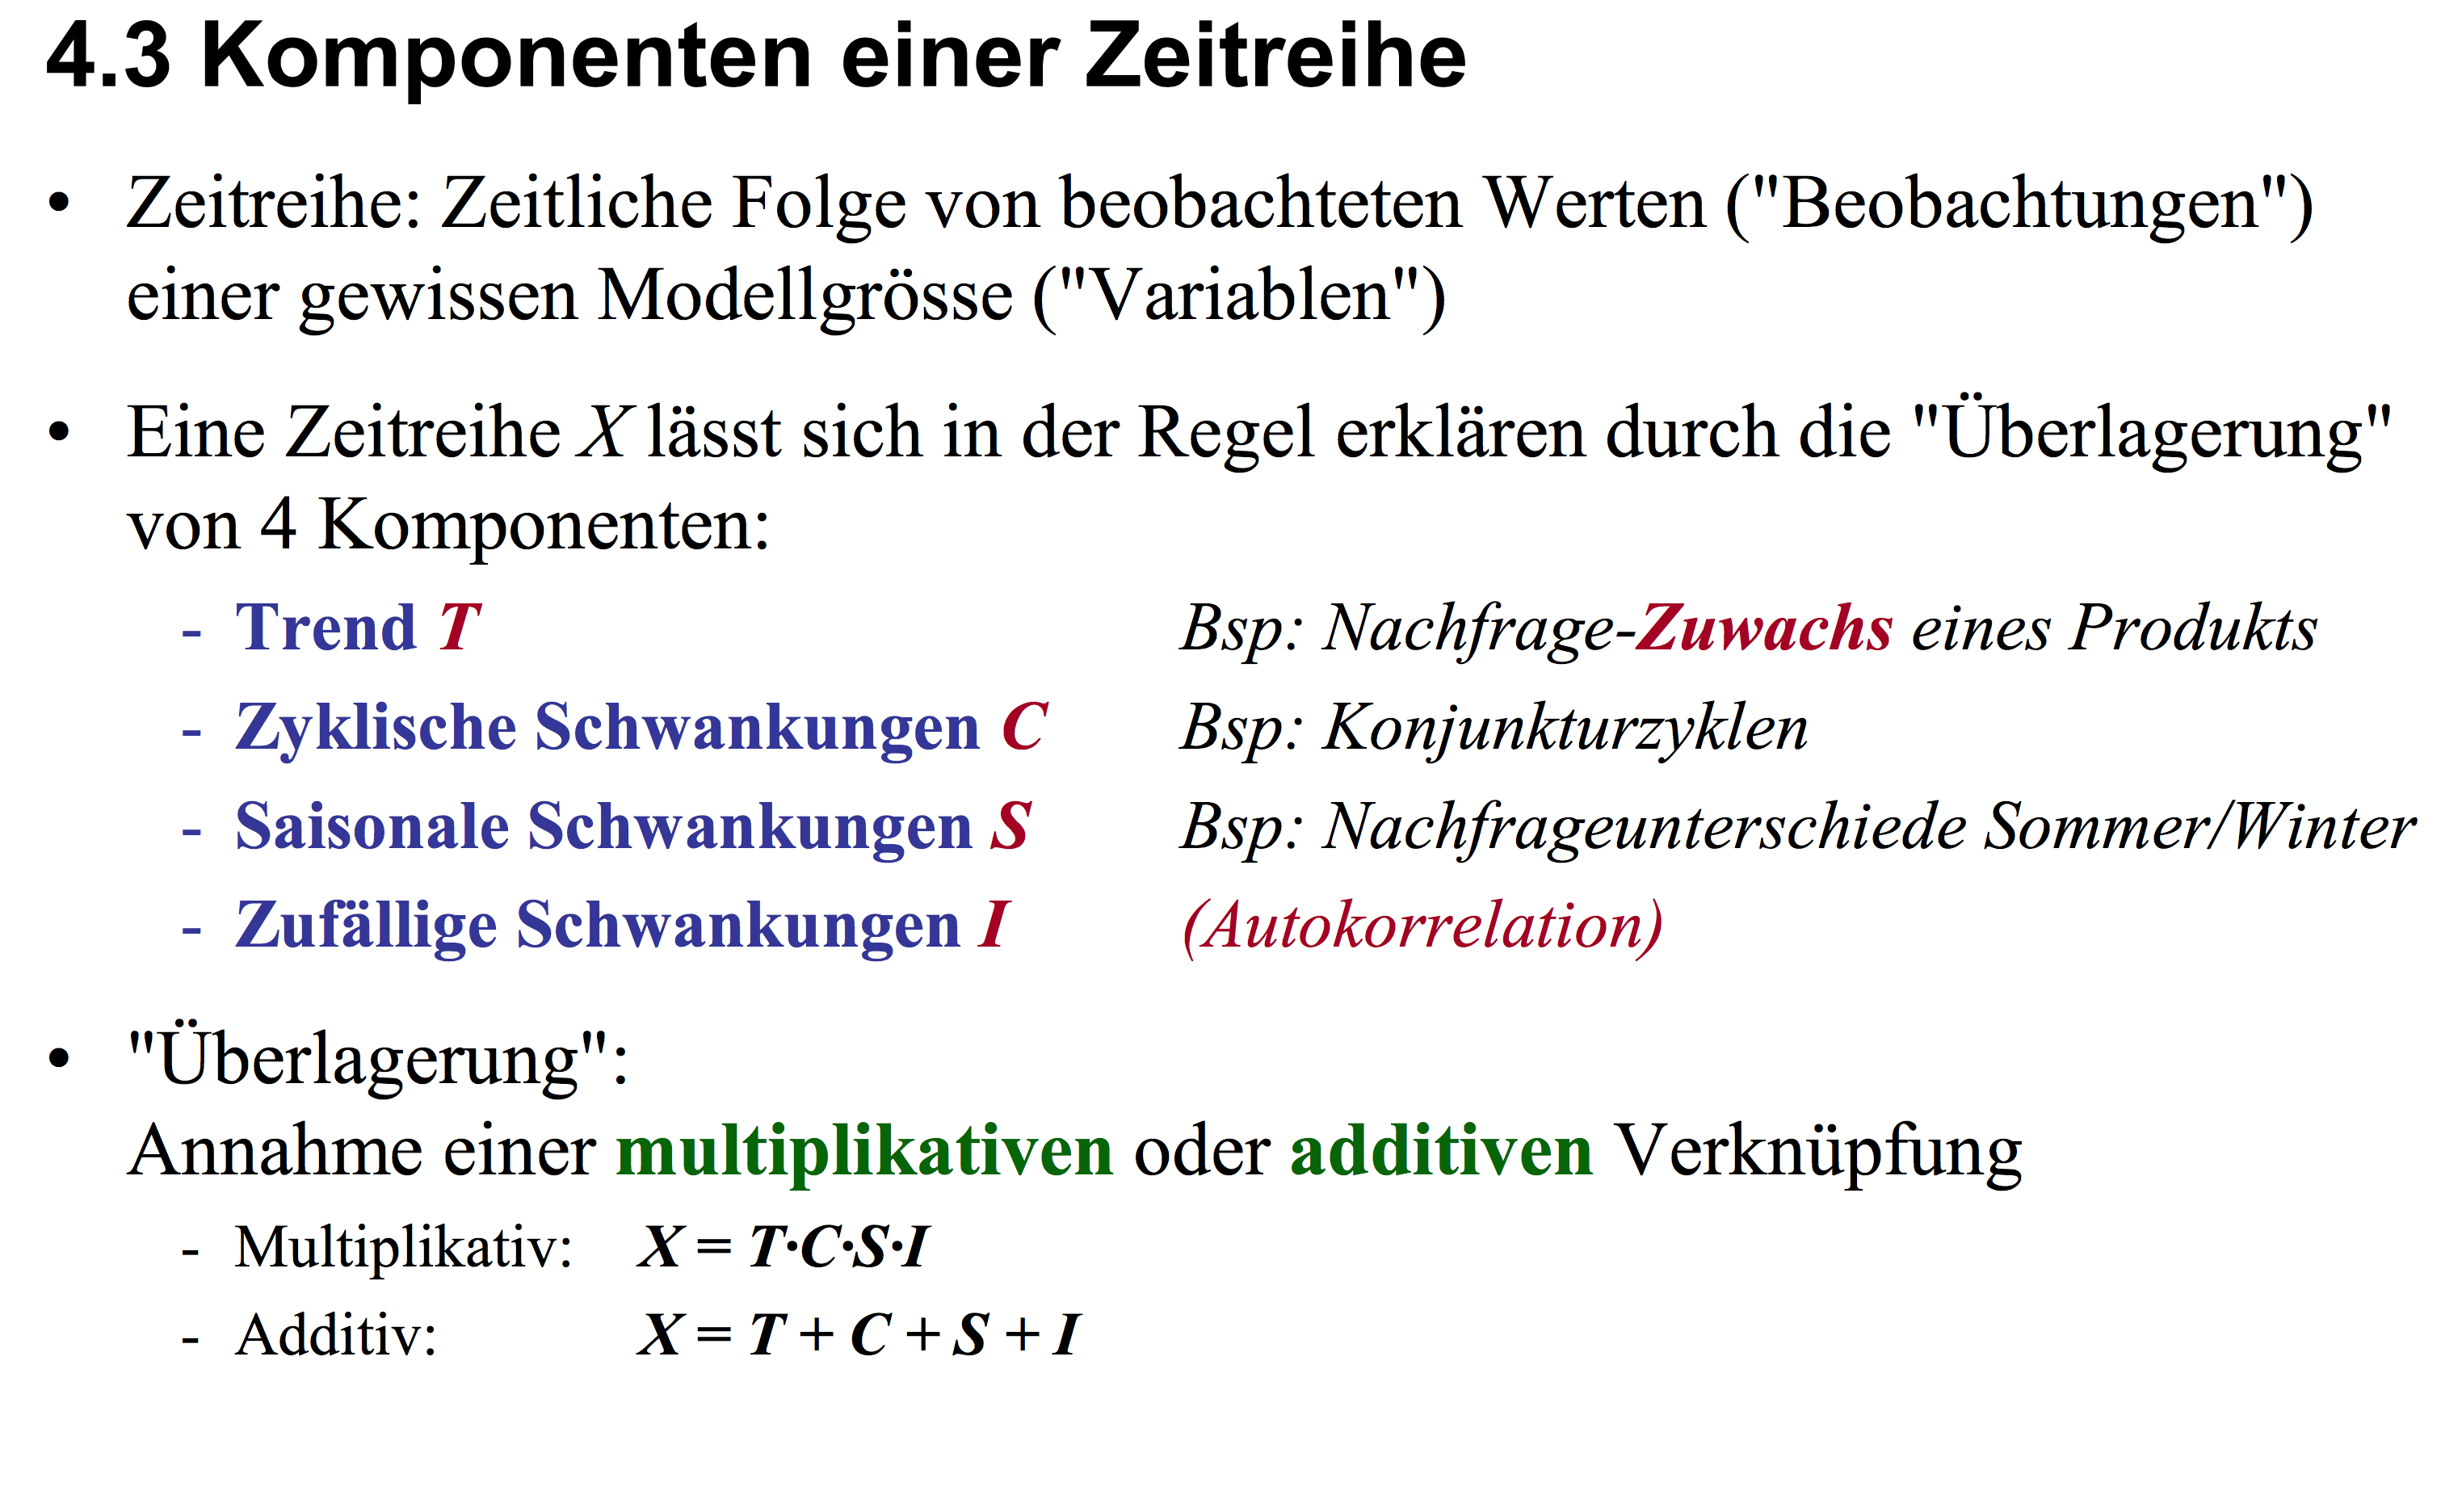 4.3 Komponenten einer Zeitreihe
• Zeitreihe: Zeitliche Folge von beobachteten Werten ("Beobachtungen")
einer gewissen Modellgrösse ("Variablen")
• Eine Zeitreihe X lässt sich in der Regel erklären durch die "Überlagerung"
von 4 Komponenten:
- Trend T Bsp: Nachfrage-Zuwachs eines Produkts
- Zyklische Schwankungen C Bsp: Konjunkturzyklen
- Saisonale Schwankungen S Bsp: Nachfrageunterschiede Sommer/Winter
- Zufällige Schwankungen I (Autokorrelation)
• "Überlagerung":
Annahme einer multiplikativen oder additiven Verknüpfung
- Multiplikativ: X = T·C·S·I
- Additiv: X = T + C + S + I